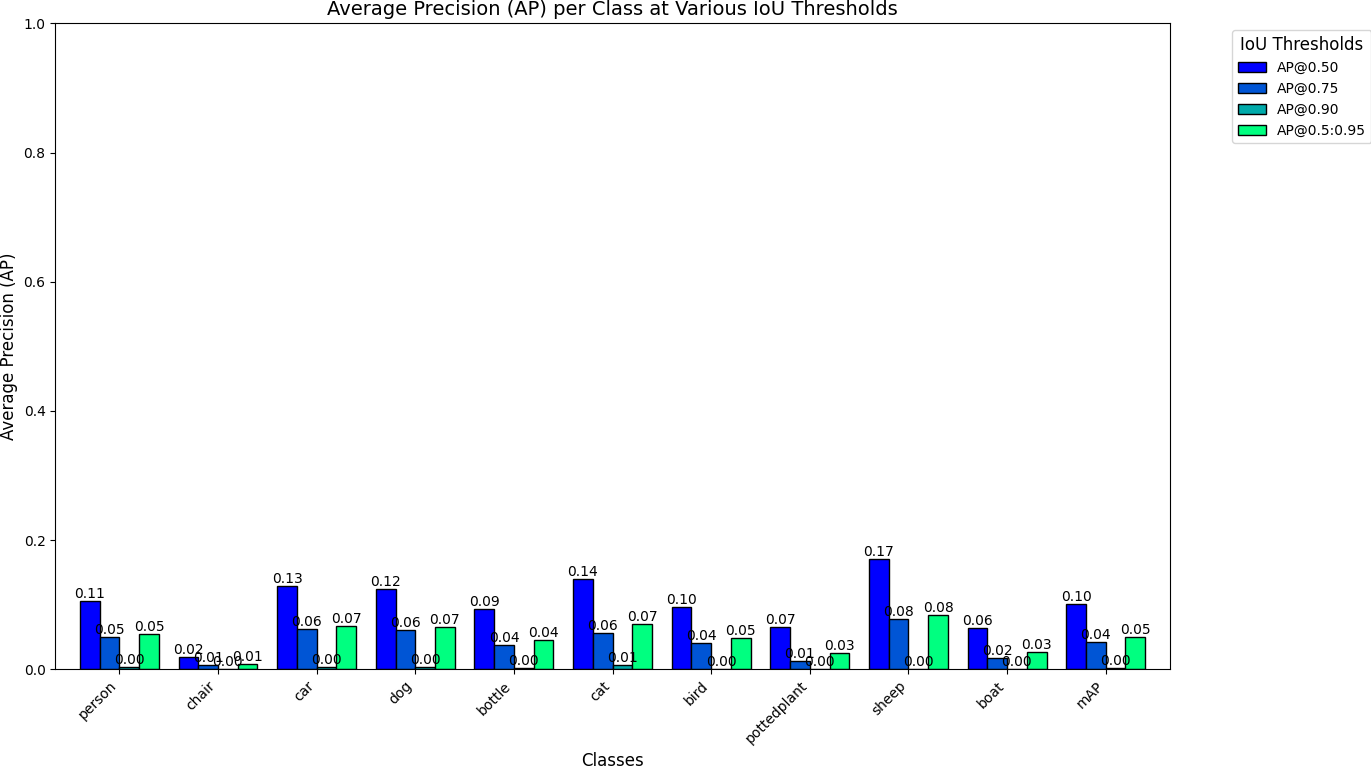 Average Precision (AP) per Class at Various IoU Thresholds
IoU Thresholds
AP@0.50
AP@0.75
AP@0.90
AP@0.5:0.95
Average Precision (AP)
1.0
0.8
0.6
0.4
0.2
0.0
0.11 0.05 0.00 0.05
0.02 0.01 0.00 0.01
0.13 0.06 0.00 0.07
0.12 0.06 0.00 0.07
0.09 0.04 0.00 0.04
0.14 0.06 0.01 0.07
0.10 0.04 0.00 0.05
0.07 0.01 0.00 0.03
0.17 0.08 0.00 0.08
0.06 0.02 0.00 0.03
0.10 0.04 0.00 0.05
person chair car dog bottle cat bird pottedplant sheep boat mAP
Classes